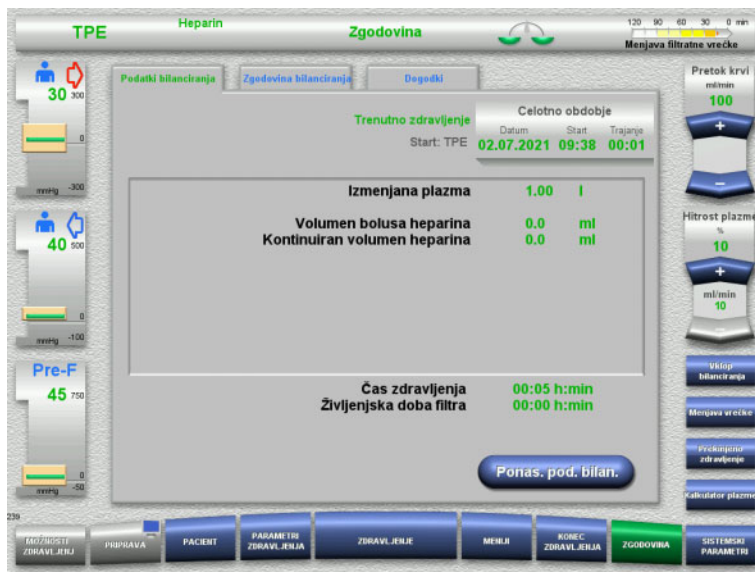 TPE
Heparin
Zgodovina
120 90 60 30 0 min
Menjava filtratne vrečke
30
300
0
mmHg -300
40
500
0
mmHg -100
Pre-F
45
750
0
mmHg -50
Podatki bilanciranja
Zgodovina bilanciranja
Dogodki
Trenutno zdravljenje
Start: TPE
Celotno obdobje
Datum Start Trajanje
02.07.2021 09:38 00:01
Izmenjana plazma 1.00 l
Volumen bolusa heparina 0.0 ml
Kontinuiran volumen heparina 0.0 ml
Čas zdravljenja 00:05 h:min
Življenjska doba filtra 00:00 h:min
Ponas. pod. bilan.
Pretok krvi
ml/min
100
+
−
Hitrost plazme
%
10
+
ml/min
10
−
Vklop
bilanciranja
Menjava vrečke
Prekinjeno
zdravljenje
Kalkulator plazme
239
MOŽNOSTI
ZDRAVLJENJ
PRIPRAVA
PACIENT
PARAMETRI
ZDRAVLJENJA
ZDRAVLJENJE
MENIJI
KONEC
ZDRAVLJENJA
ZGODOVINA
SISTEMSKI
PARAMETRI